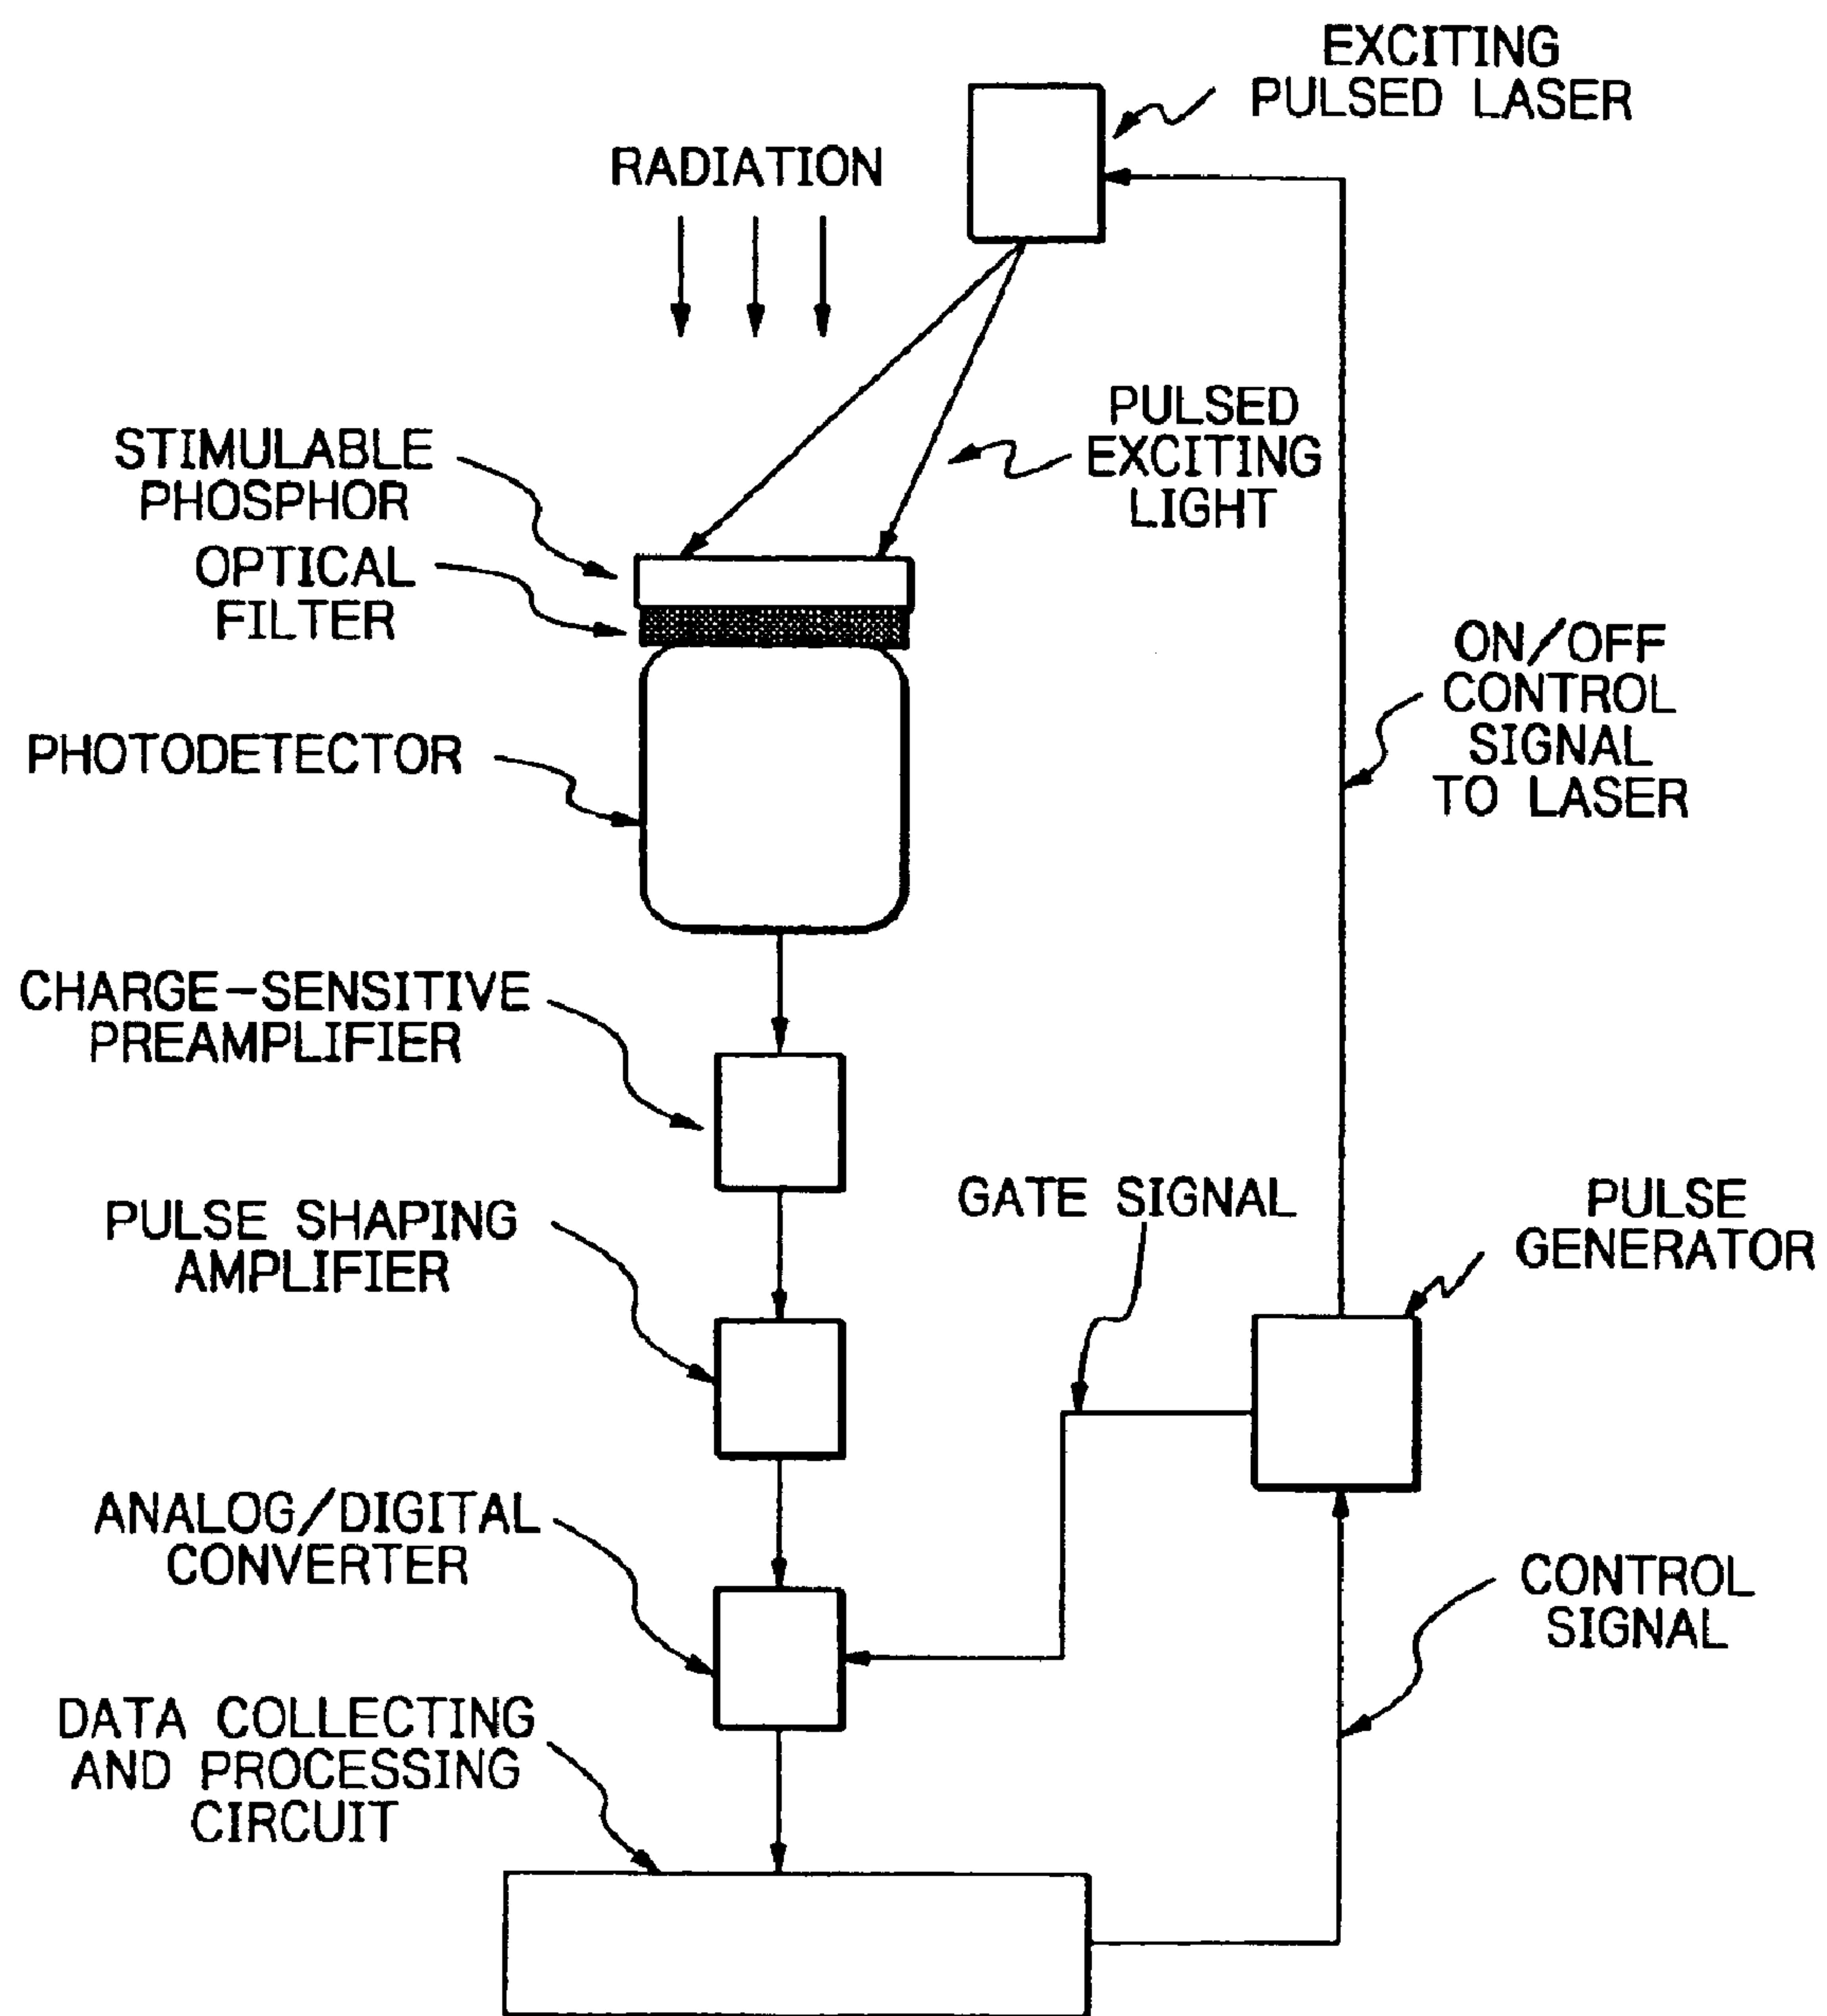 EXCITING
PULSED LASER
RADIATION
PULSED
EXCITING
LIGHT
STIMULABLE
PHOSPHOR
OPTICAL
FILTER
ON/OFF
CONTROL
SIGNAL
TO LASER
PHOTODETECTOR
CHARGE-SENSITIVE
PREAMPLIFIER
GATE SIGNAL
PULSE
GENERATOR
PULSE SHAPING
AMPLIFIER
ANALOG/DIGITAL
CONVERTER
CONTROL
SIGNAL
DATA COLLECTING
AND PROCESSING
CIRCUIT